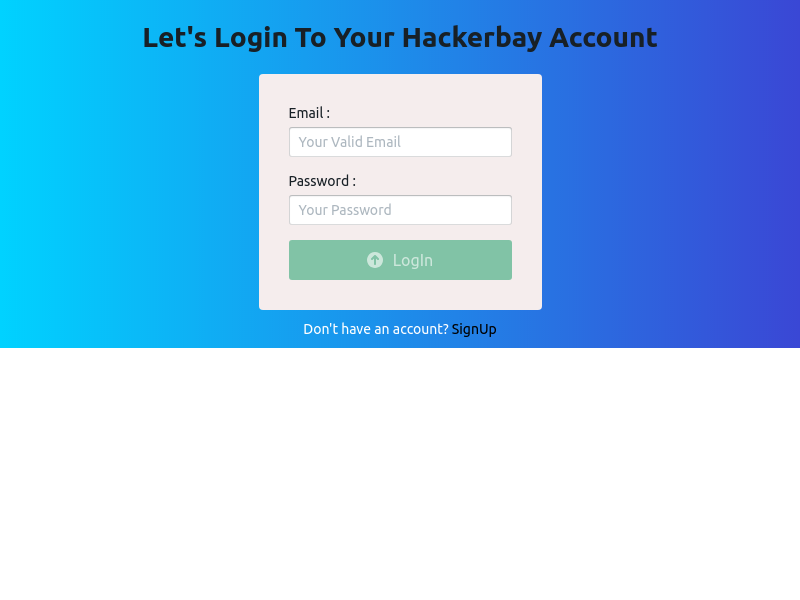 Let's Login To Your Hackerbay Account
Email :
Your Valid Email
Password :
Your Password
LogIn
Don't have an account? SignUp